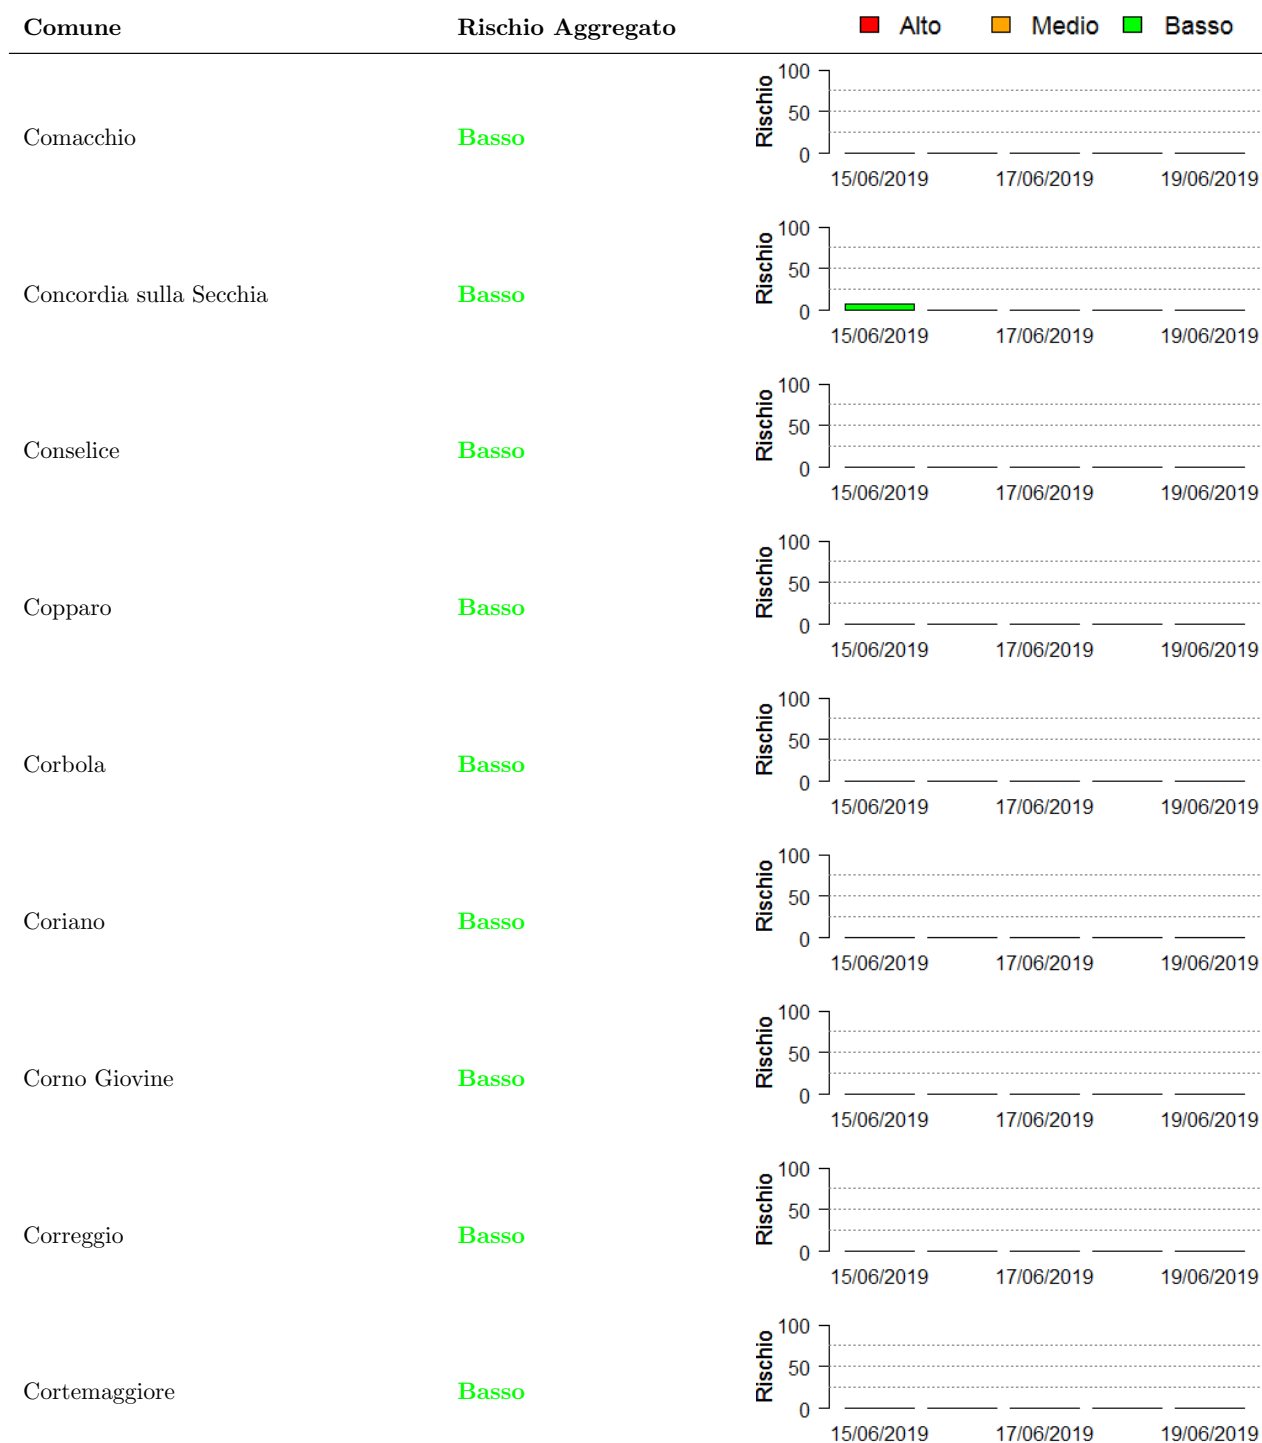 Comune Rischio Aggregato Alto Medio Basso
Comacchio Basso
Rischio
100
50
0
15/06/2019 17/06/2019 19/06/2019
Concordia sulla Secchia Basso
Rischio
100
50
0
15/06/2019 17/06/2019 19/06/2019
Conselice Basso
Rischio
100
50
0
15/06/2019 17/06/2019 19/06/2019
Copparo Basso
Rischio
100
50
0
15/06/2019 17/06/2019 19/06/2019
Corbola Basso
Rischio
100
50
0
15/06/2019 17/06/2019 19/06/2019
Coriano Basso
Rischio
100
50
0
15/06/2019 17/06/2019 19/06/2019
Corno Giovine Basso
Rischio
100
50
0
15/06/2019 17/06/2019 19/06/2019
Correggio Basso
Rischio
100
50
0
15/06/2019 17/06/2019 19/06/2019
Cortemaggiore Basso
Rischio
100
50
0
15/06/2019 17/06/2019 19/06/2019